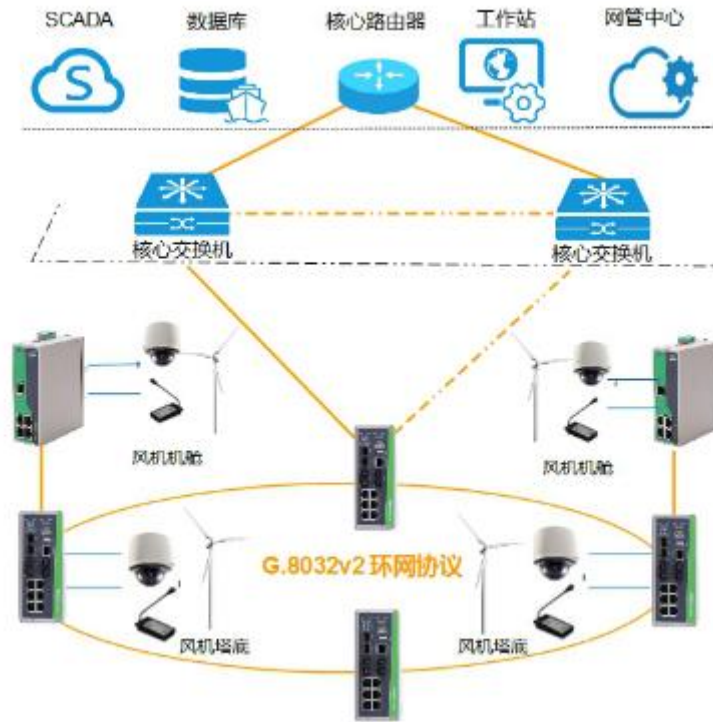 SCADA
数据库
核心路由器
工作站
网管中心
S
核心交换机
核心交换机
风机机舱
风机机舱
G.8032v2 环网协议
风机塔底
风机塔底